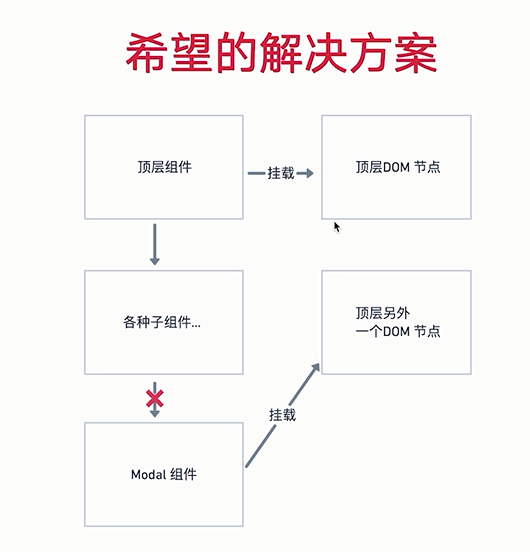 希望的解决方案
顶层组件
挂载
顶层DOM 节点
各种子组件...
顶层另外
一个DOM 节点
挂载
Modal 组件